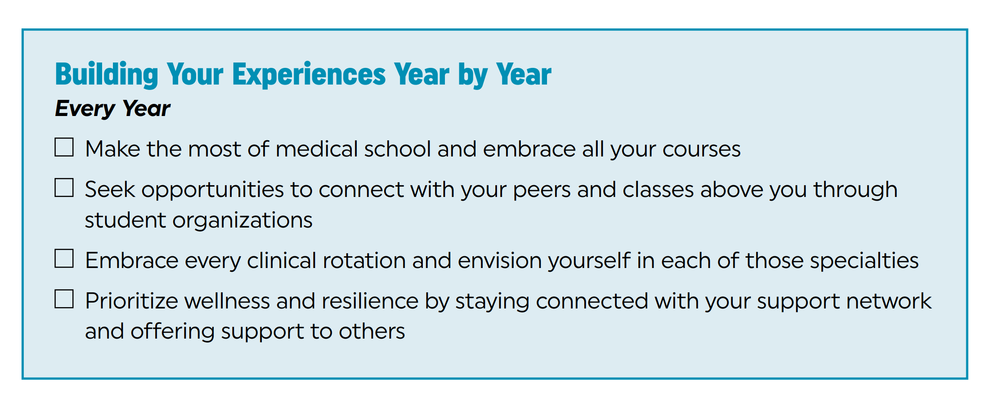 Building Your Experiences Year by Year
Every Year
Make the most of medical school and embrace all your courses
Seek opportunities to connect with your peers and classes above you through
student organizations
Embrace every clinical rotation and envision yourself in each of those specialties
Prioritize wellness and resilience by staying connected with your support network
and offering support to others